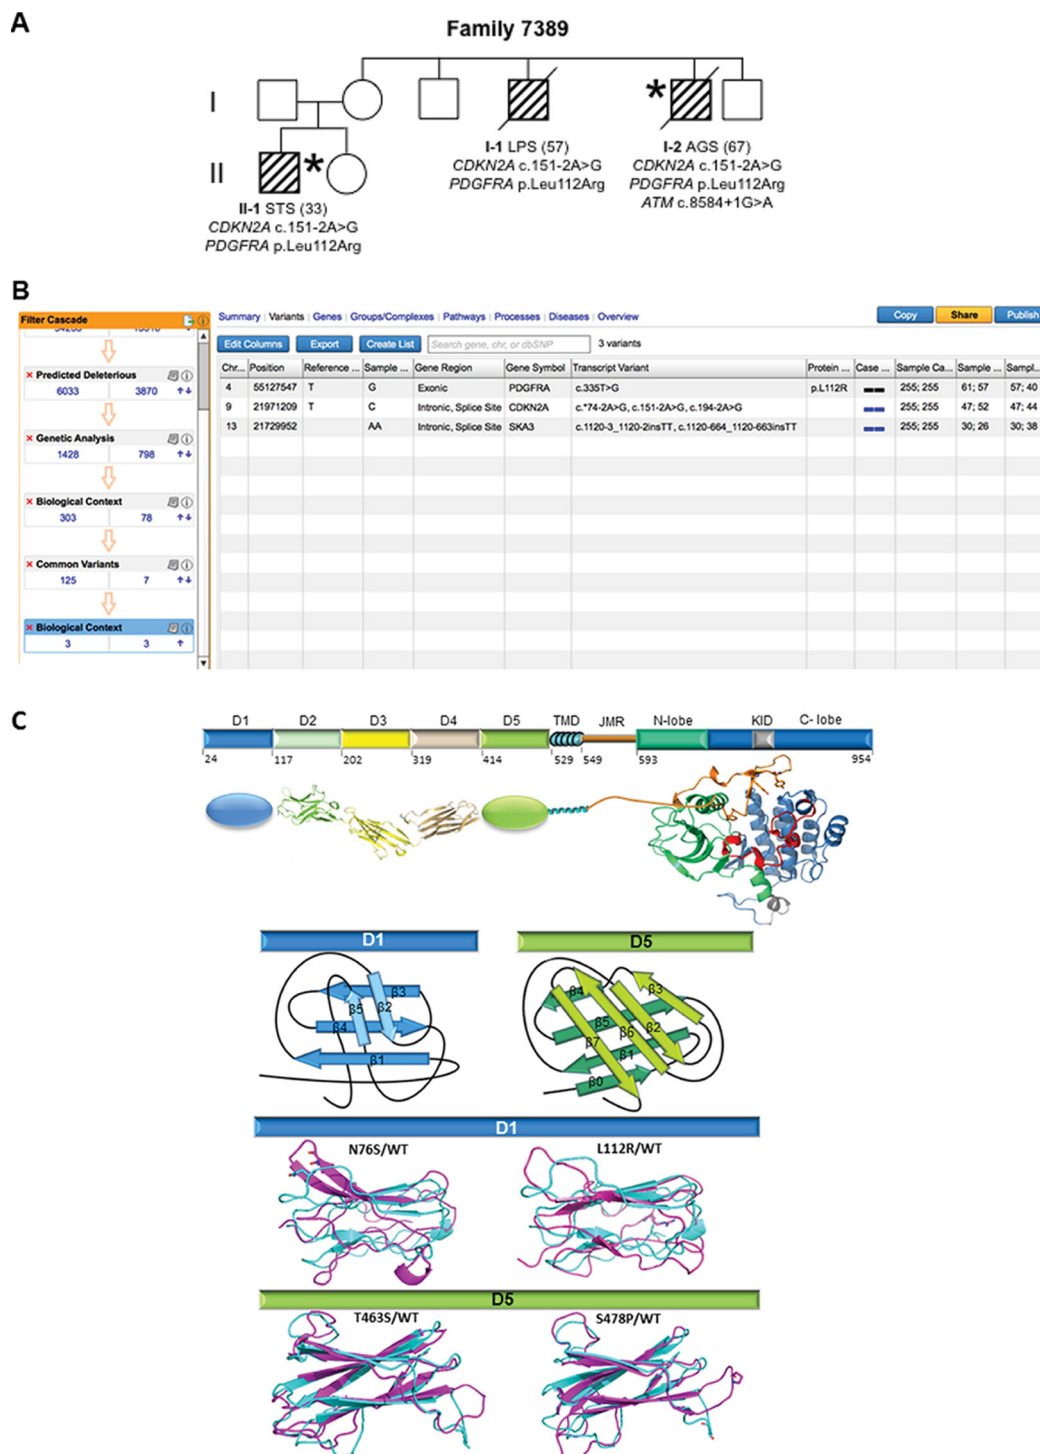 A
Family 7389
I
*
I-1 LPS (57)
CDKN2A c.151-2A>G
PDGFRA p.Leu112Arg
I-2 AGS (67)
CDKN2A c.151-2A>G
PDGFRA p.Leu112Arg
ATM c.8584+1G>A
II
*
II-1 STS (33)
CDKN2A c.151-2A>G
PDGFRA p.Leu112Arg
B
Filter Cascade
Predicted Deleterious
6033 3870
Genetic Analysis
1428 798
Biological Context
303 78
Common Variants
125 7
Biological Context
3 3
Summary Variants Genes Groups/Complexes Pathways Processes Diseases Overview
Copy Share Publish
Edit Columns Export Create List Search gene, chr, or dbSNP 3 variants
Chr... Position Reference ... Sample ... Gene Region Gene Symbol Transcript Variant Protein ... Case ... Sample Ca... Sample ... Sampl...
4 55127547 T G Exonic PDGFRA c.335T>G p.L112R 255; 255 61; 57 57; 40
9 21971209 T C Intronic, Splice Site CDKN2A c.*74-2A>G, c.151-2A>G, c.194-2A>G 255; 255 47; 52 47; 44
13 21729952 AA Intronic, Splice Site SKA3 c.1120-3_1120-2insTT, c.1120-664_1120-663insTT 255; 255 30; 26 30; 38
C
D1 D2 D3 D4 D5 TMD JMR N-lobe KID C- lobe
24 117 202 319 414 529 549 593 954
D1
β3
β5
β2
β4
β1
D5
β4
β3
β5
β6
β2
β7
β1
β0
D1
N76S/WT
L112R/WT
D5
T463S/WT
S478P/WT